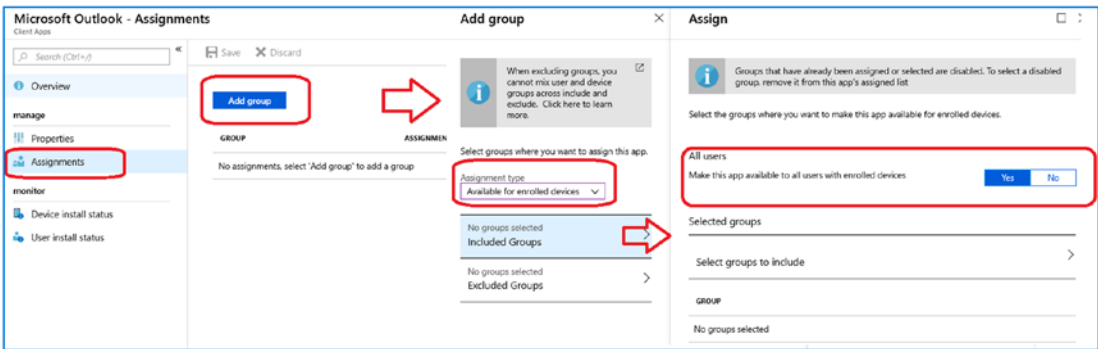 Microsoft Outlook - Assignments
Client Apps
Search (Ctrl+/)
Overview
manage
Properties
Assignments
monitor
Device install status
User install status
Save
Discard
Add group
GROUP
ASSIGNMEN
No assignments, select 'Add group' to add a group
Add group
When excluding groups, you
cannot mix user and device
groups across include and
exclude. Click here to learn
more.
Select groups where you want to assign this app.
Assignment type
Available for enrolled devices
No groups selected
Included Groups
No groups selected
Excluded Groups
Assign
Groups that have already been assigned or selected are disabled. To select a disabled
group, remove it from this app's assigned list
Select the groups where you want to make this app available for enrolled devices.
All users
Make this app available to all users with enrolled devices
Yes
No
Selected groups
Select groups to include
GROUP
No groups selected